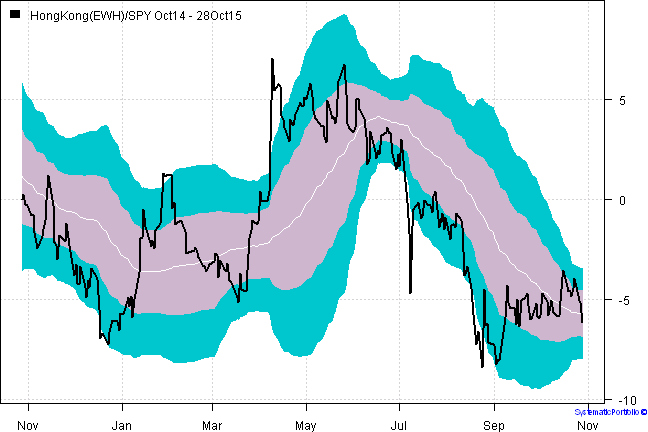 HongKong(EWH)/SPY Oct14 - 28Oct15
5
0
-5
-10
SystematicPortfolio ©
Nov Jan Mar May Jul Sep Nov